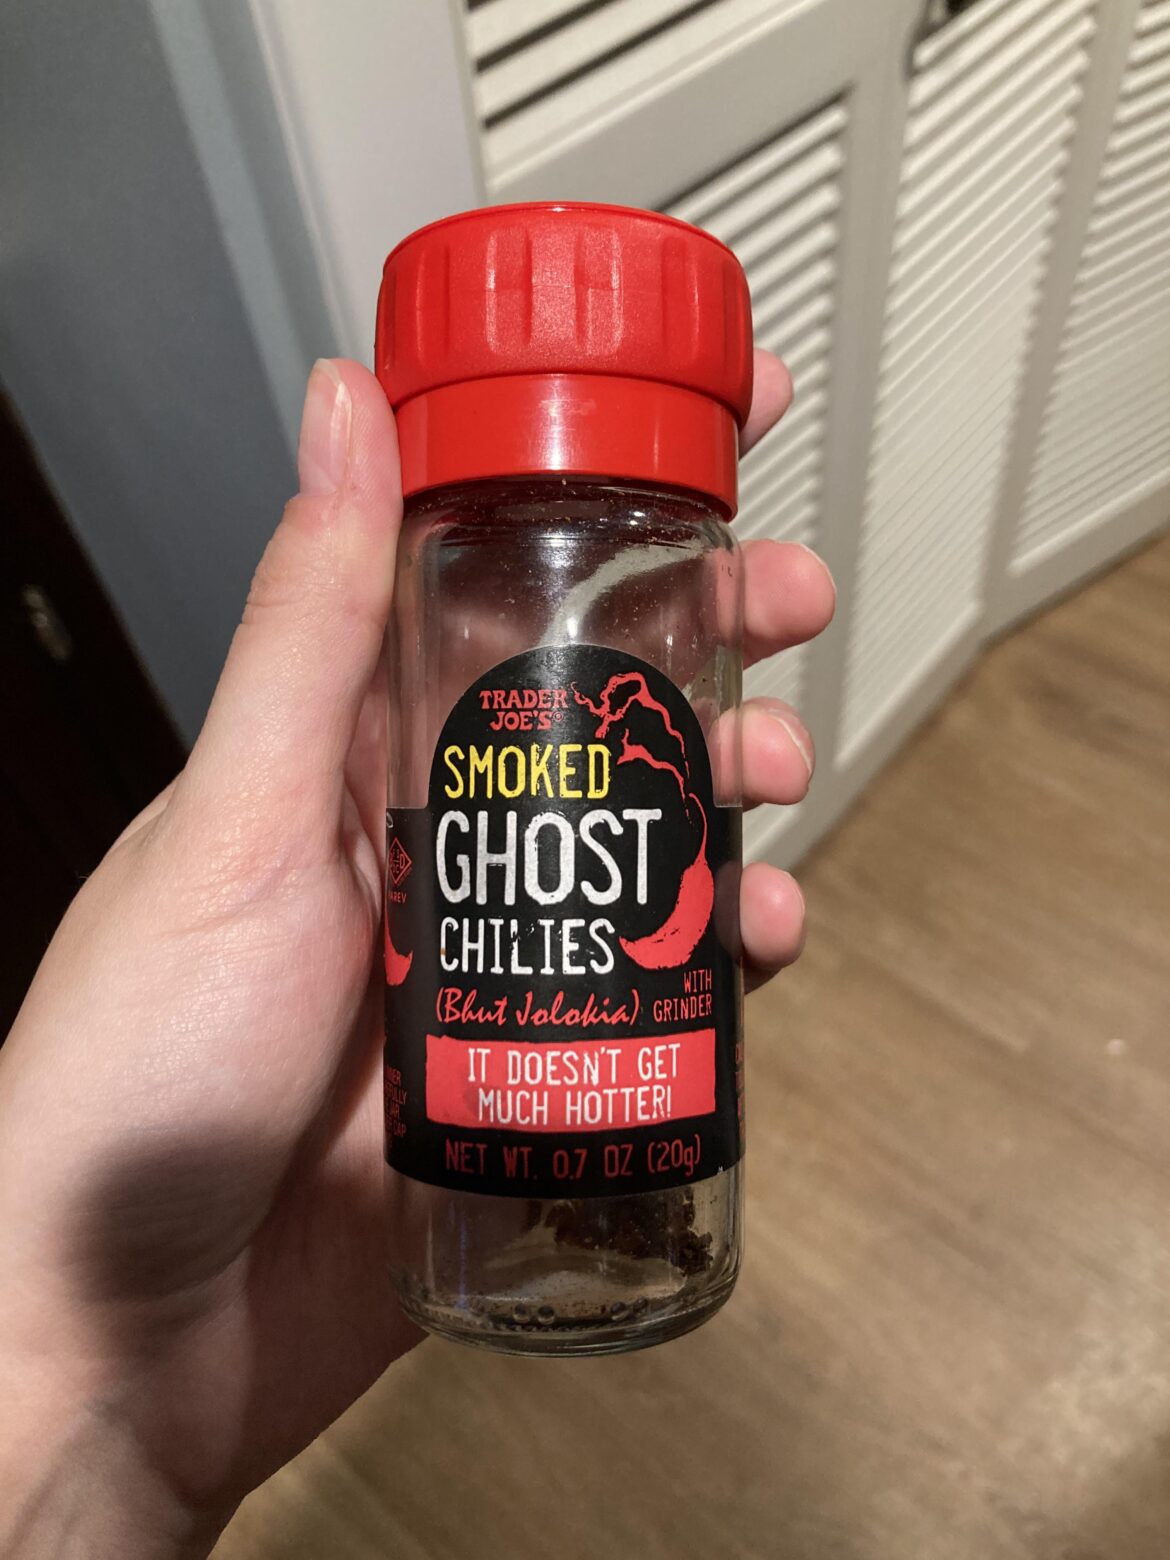 TRADER
JOE'S®
SMOKED
GHOST
CHILIES
(Bhut Jolokia)
WITH
GRINDER
IT DOESN'T GET
MUCH HOTTER!
NET WT. 0.7 OZ (20g)